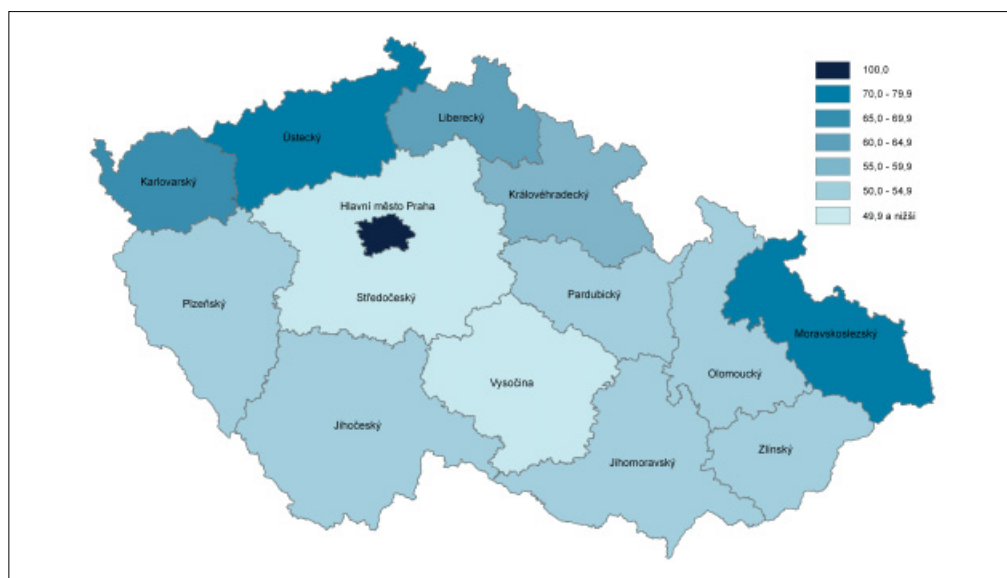 100,0
70,0 - 79,9
65,0 - 69,9
60,0 - 64,9
55,0 - 59,9
50,0 - 54,9
49,9 a nižší
Liberecký
Ústecký
Karlovarský
Královéhradecký
Hlavní město Praha
Plzeňský
Středočeský
Pardubický
Moravskoslezský
Olomoucký
Vysočina
Jihočeský
Zlínský
Jihomoravský